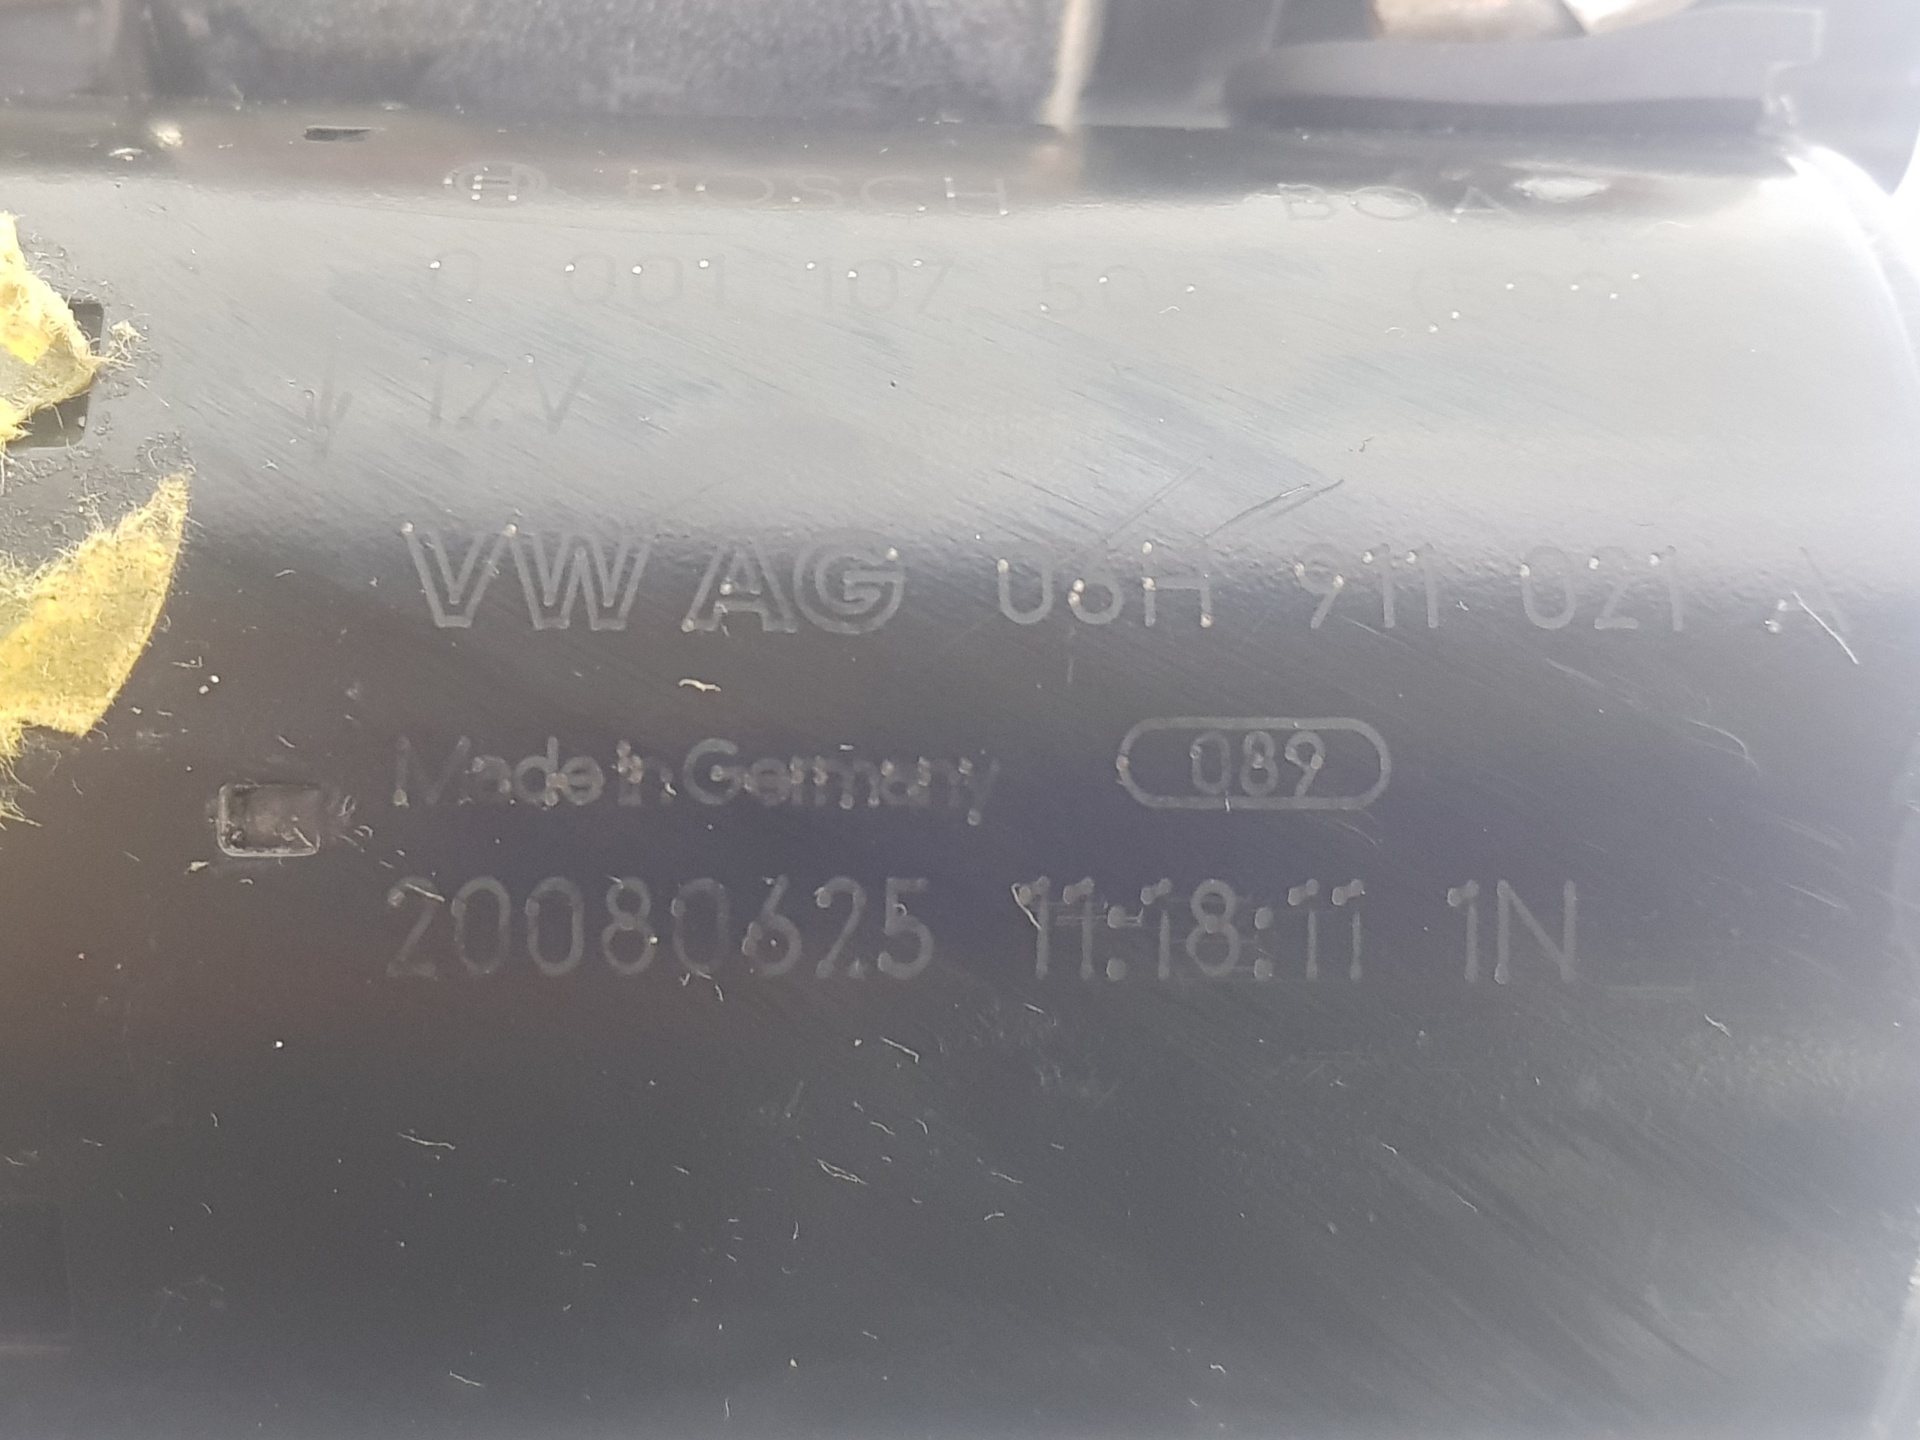 BOSCH BOA
0 001 107
12V
VW AG 06H 911 021 A
Made in Germany 089
20080625 11:18:11 1N